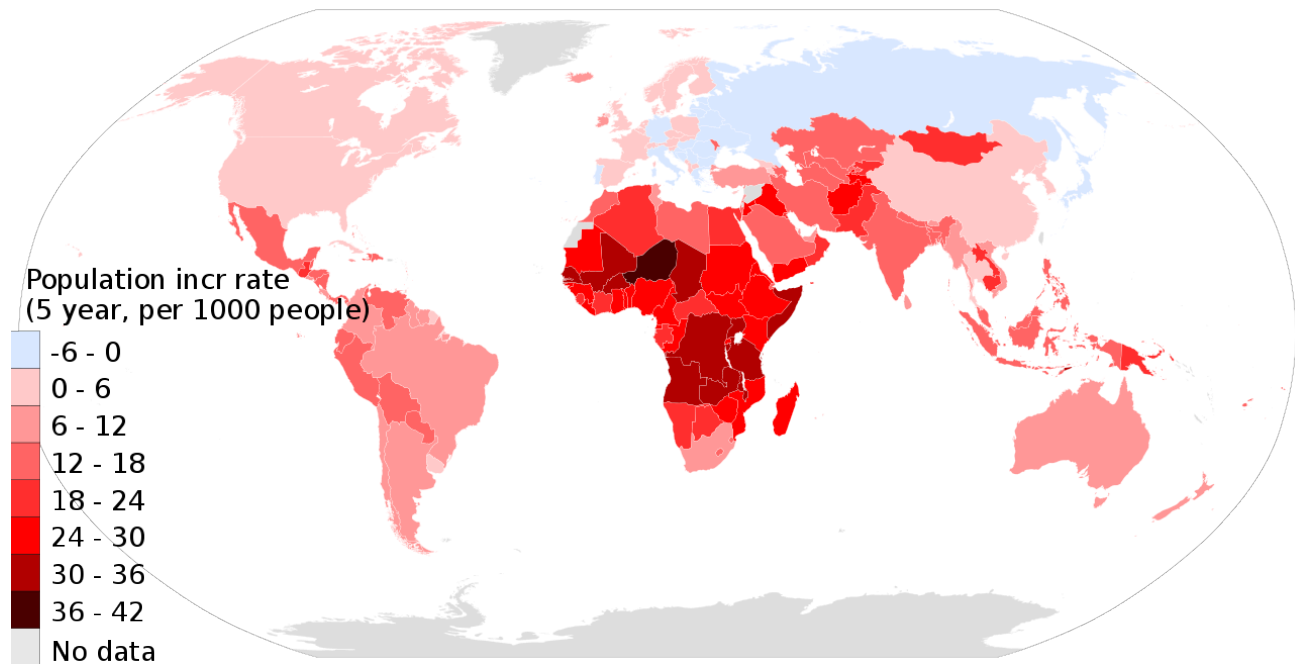 Population incr rate
(5 year, per 1000 people)
-6 - 0
0 - 6
6 - 12
12 - 18
18 - 24
24 - 30
30 - 36
36 - 42
No data